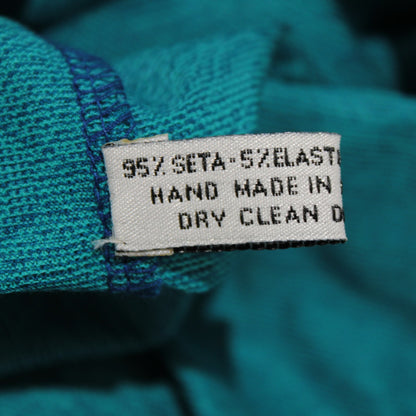 95% SETA - 5% ELAST
HAND MADE IN
DRY CLEAN